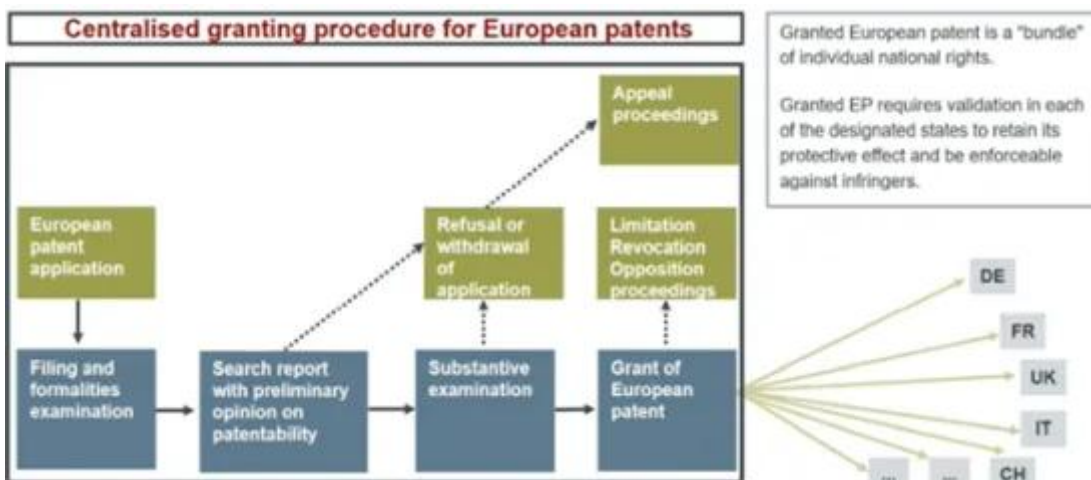 Centralised granting procedure for European patents
Granted European patent is a "bundle"
of individual national rights.
Granted EP requires validation in each
of the designated states to retain its
protective effect and be enforceable
against infringers.
Appeal
proceedings
European
patent
application
Refusal or
withdrawal
of
application
Limitation
Revocation
Opposition
proceedings
Filing and
formalities
examination
Search report
with preliminary
opinion on
patentability
Substantive
examination
Grant of
European
patent
DE
FR
UK
IT
CH
...
...